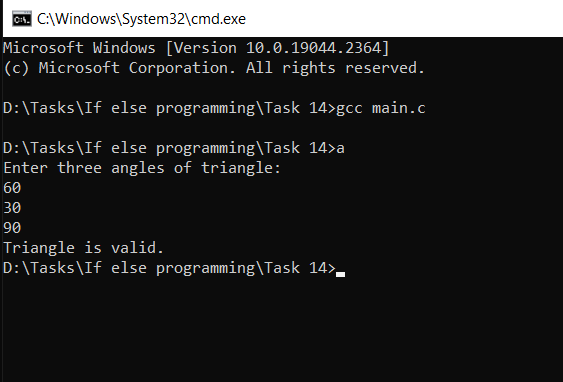 C:\Windows\System32\cmd.exe
Microsoft Windows [Version 10.0.19044.2364]
(c) Microsoft Corporation. All rights reserved.
D:\Tasks\If else programming\Task 14>gcc main.c
D:\Tasks\If else programming\Task 14>a
Enter three angles of triangle:
60
30
90
Triangle is valid.
D:\Tasks\If else programming\Task 14>